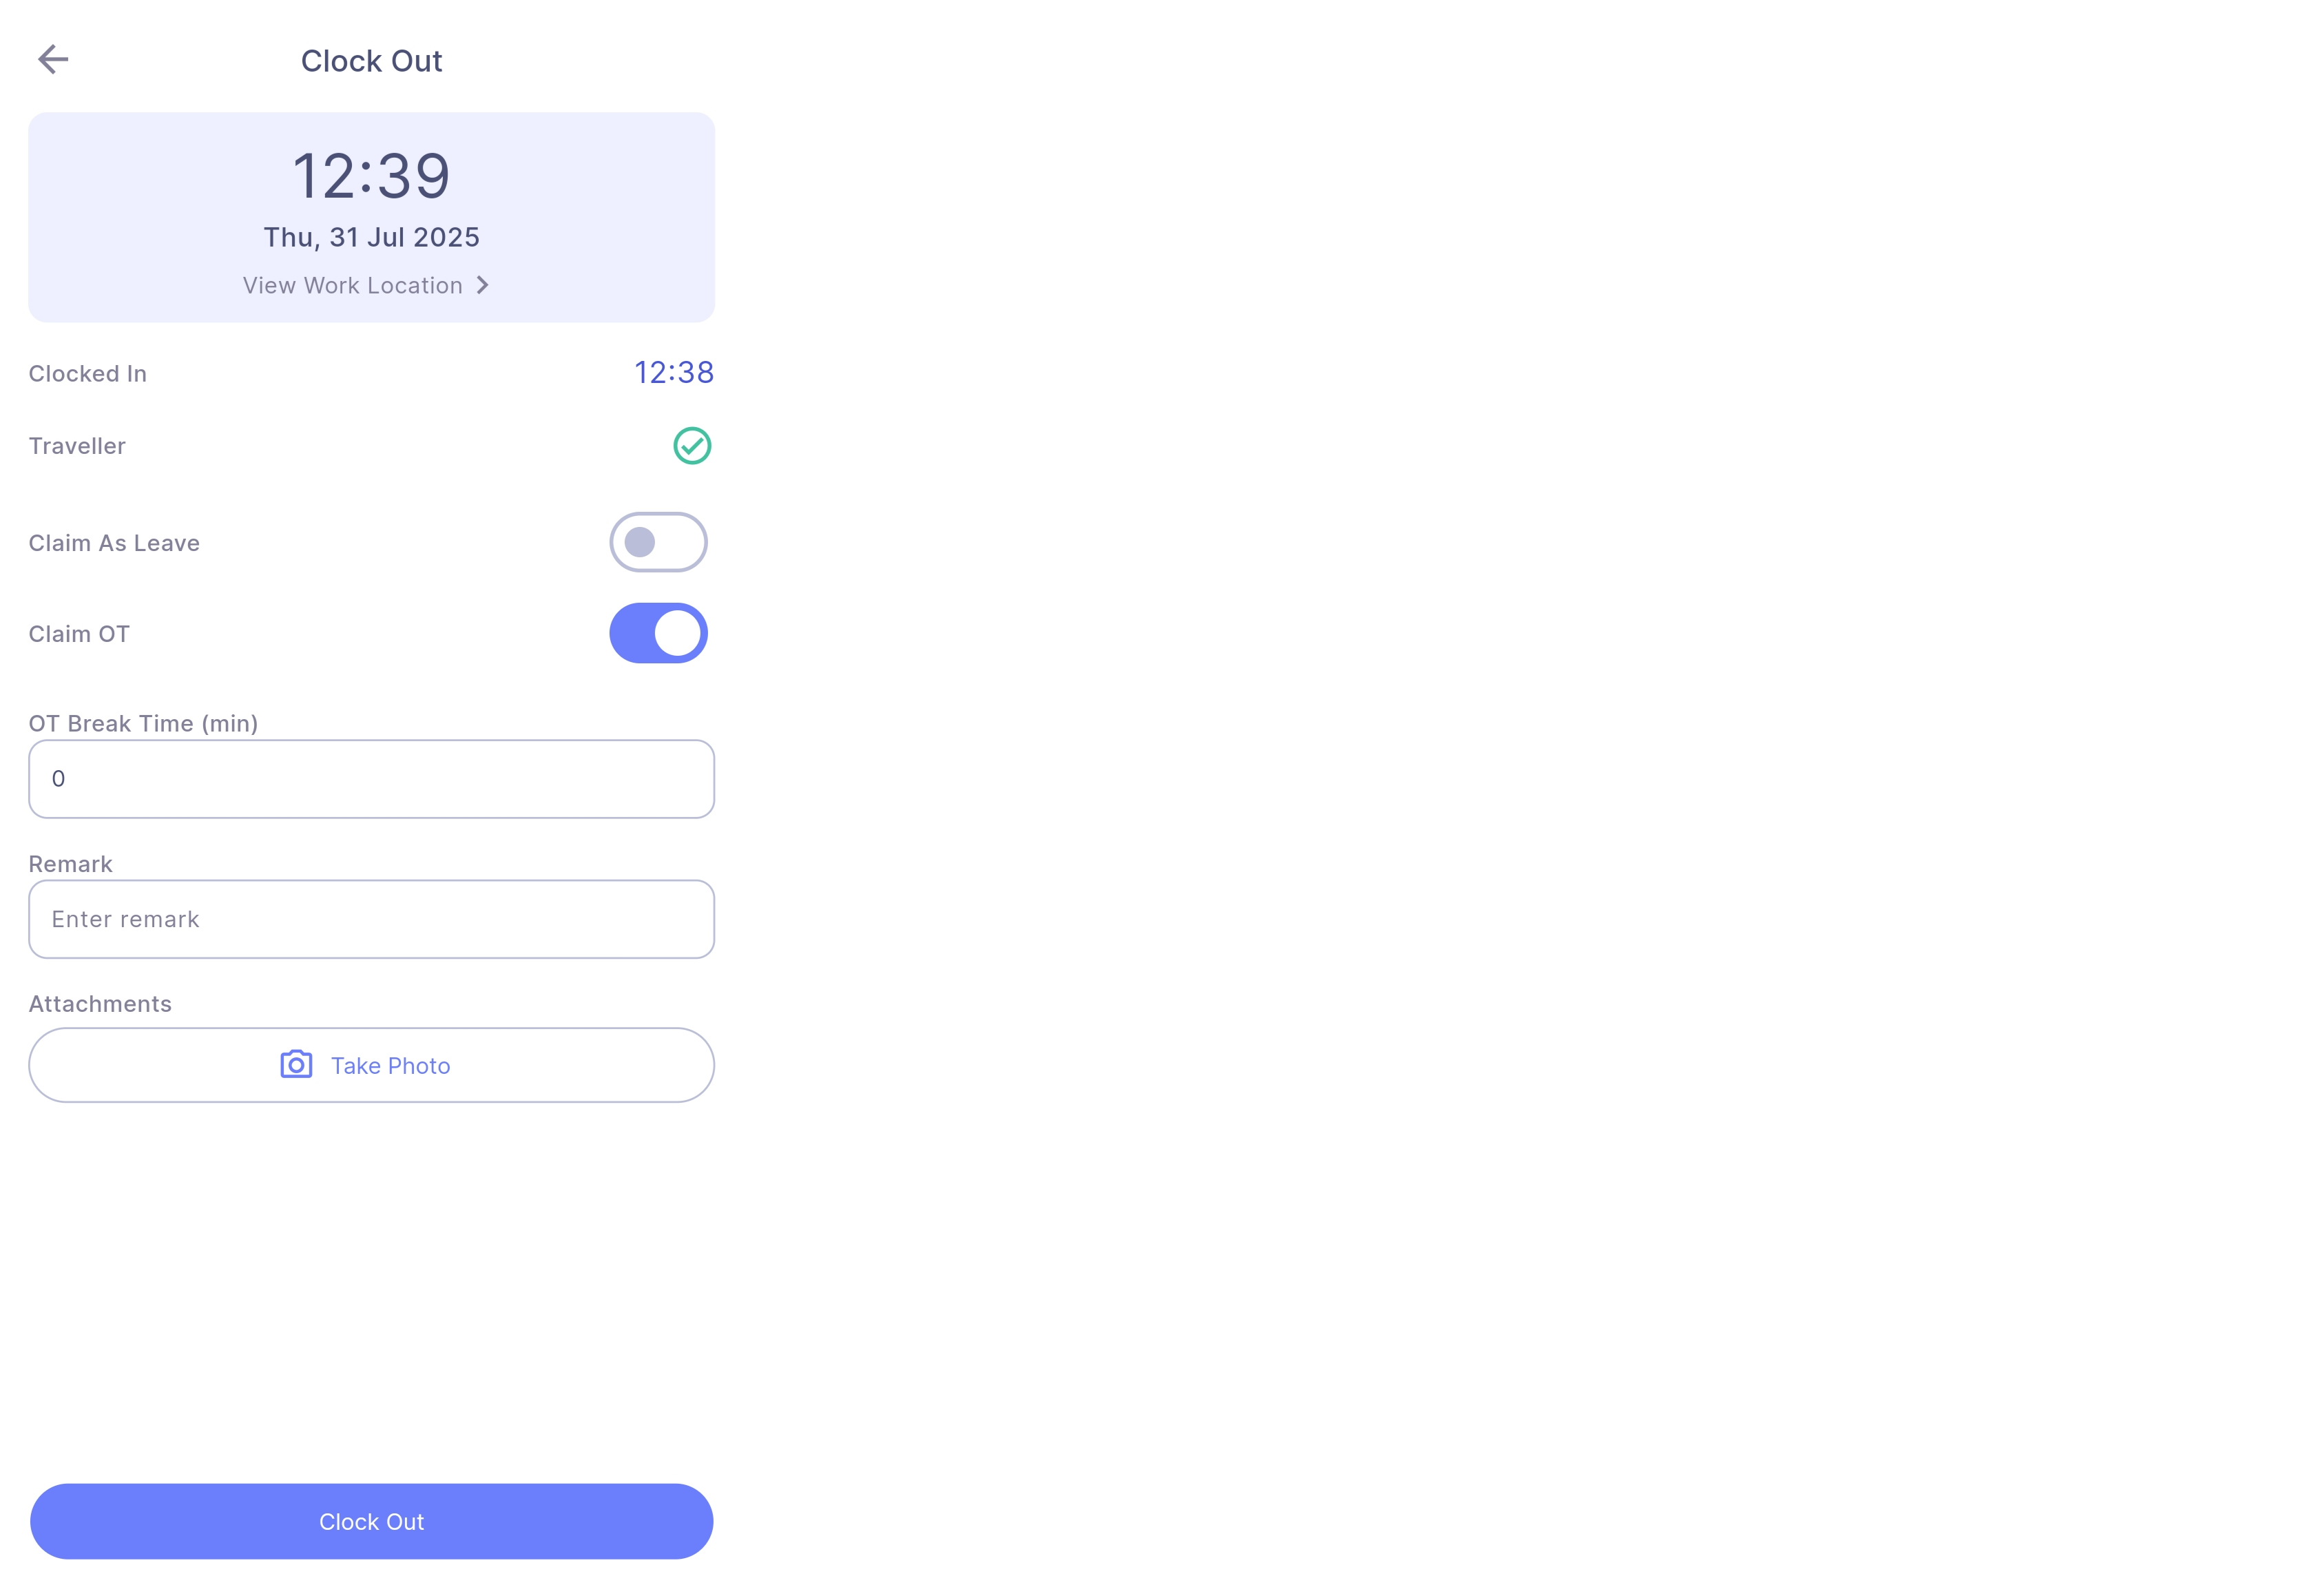 Clock Out
12:39
Thu, 31 Jul 2025
View Work Location
Clocked In 12:38
Traveller
Claim As Leave
Claim OT
OT Break Time (min)
0
Remark
Enter remark
Attachments
Take Photo
Clock Out